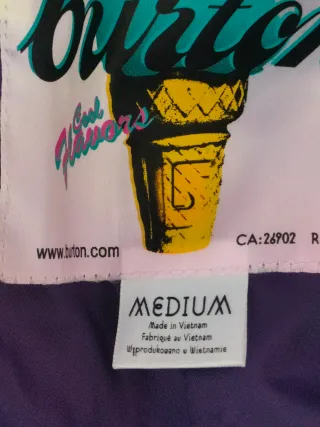 burton
Cool
Flavors
www.burton.com
CA:26902 R
MEDIUM
Made in Vietnam
Fabriqué au Vietnam
Wyprodukowano w Wietnamie